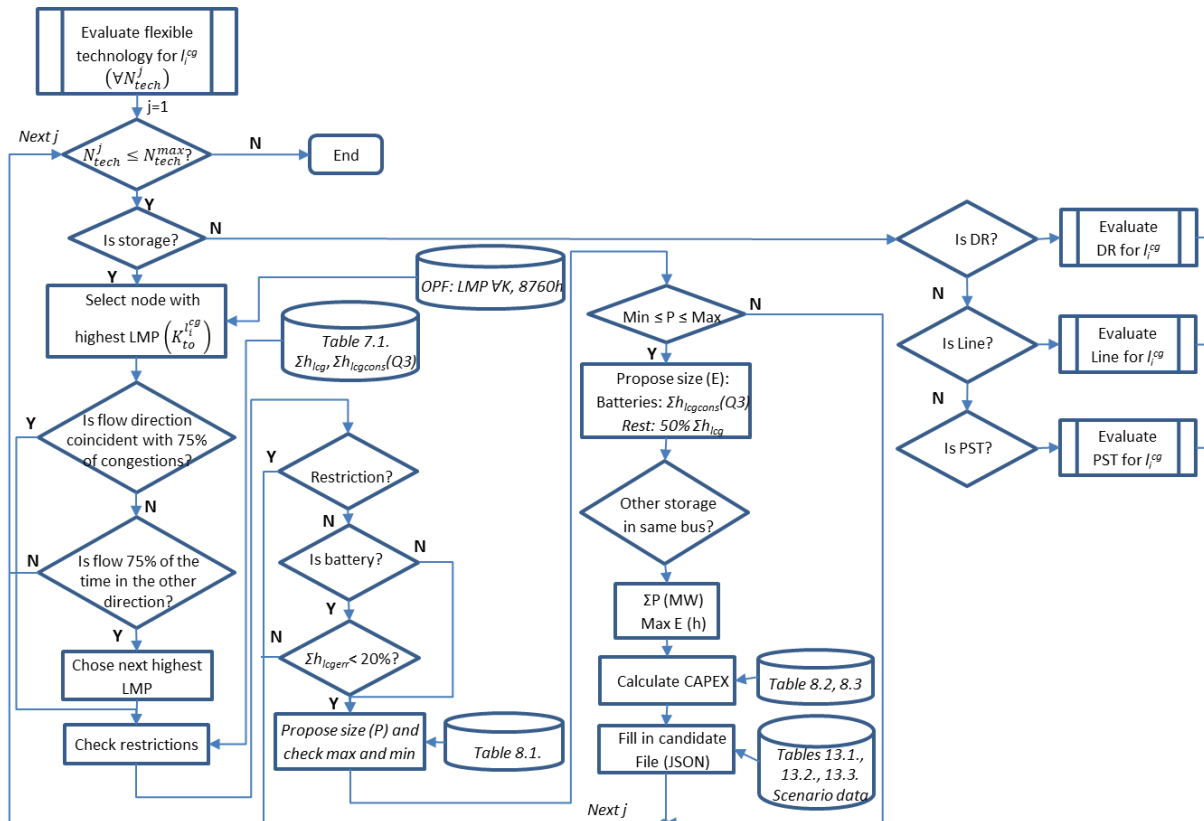 Evaluate flexible
technology for l_i^cg
(∀N_tech^j)
j=1
Next j
N_tech^j ≤ N_tech^max?
N
End
Y
Is storage?
N
Y
Select node with
highest LMP (K_to^{l_i^cg})
OPF: LMP ∀K, 8760h
Table 7.1.
Σh_lcg, Σh_lcgcons(Q3)
Y
Is flow direction
coincident with 75%
of congestions?
N
N
Is flow 75% of the
time in the other
direction?
Y
Chose next highest
LMP
Check restrictions
Y
Restriction?
N
Is battery?
N
Y
N
Σh_lcgerr< 20%?
Y
Propose size (P) and
check max and min
Table 8.1.
Min ≤ P ≤ Max
N
Y
Propose size (E):
Batteries: Σh_lcgcons(Q3)
Rest: 50% Σh_lcg
Other storage
in same bus?
ΣP (MW)
Max E (h)
Calculate CAPEX
Table 8.2, 8.3
Fill in candidate
File (JSON)
Tables 13.1.,
13.2., 13.3.
Scenario data
Next j
Is DR?
Evaluate
DR for l_i^cg
N
Is Line?
Evaluate
Line for l_i^cg
N
Is PST?
Evaluate
PST for l_i^cg